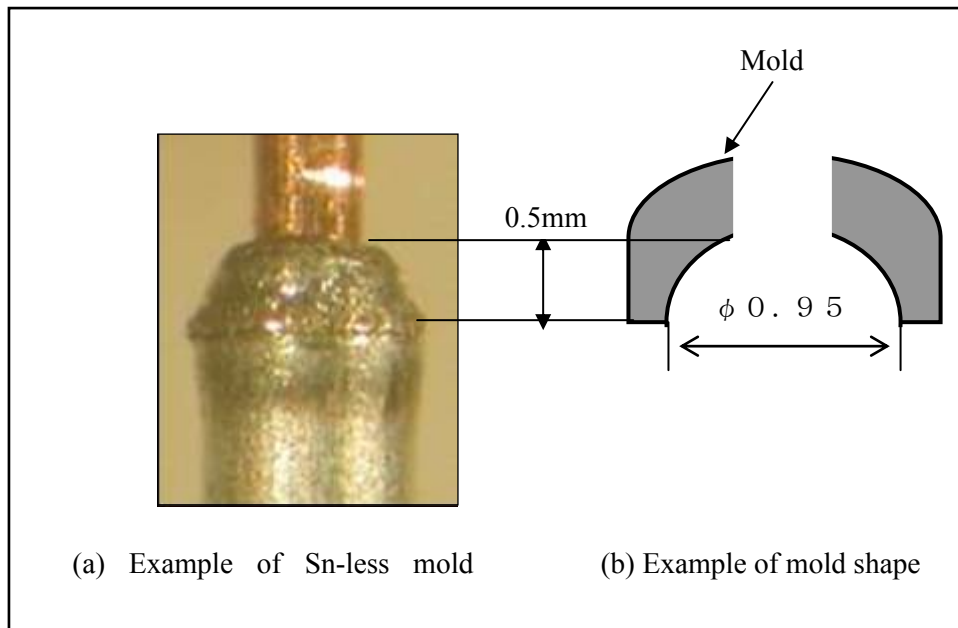 Mold
0.5mm
φ0.95
(a) Example of Sn-less mold
(b) Example of mold shape